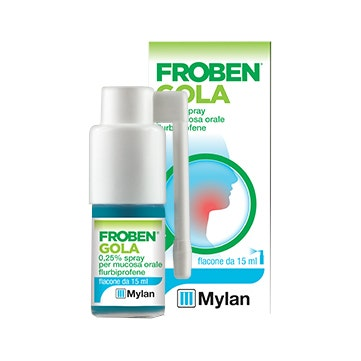 FROBEN®
GOLA
spray
mucosa orale
flurbiprofene
flacone da 15 ml
Mylan
FROBEN®
GOLA
0,25% spray
per mucosa orale
flurbiprofene
flacone da 15 ml
Mylan